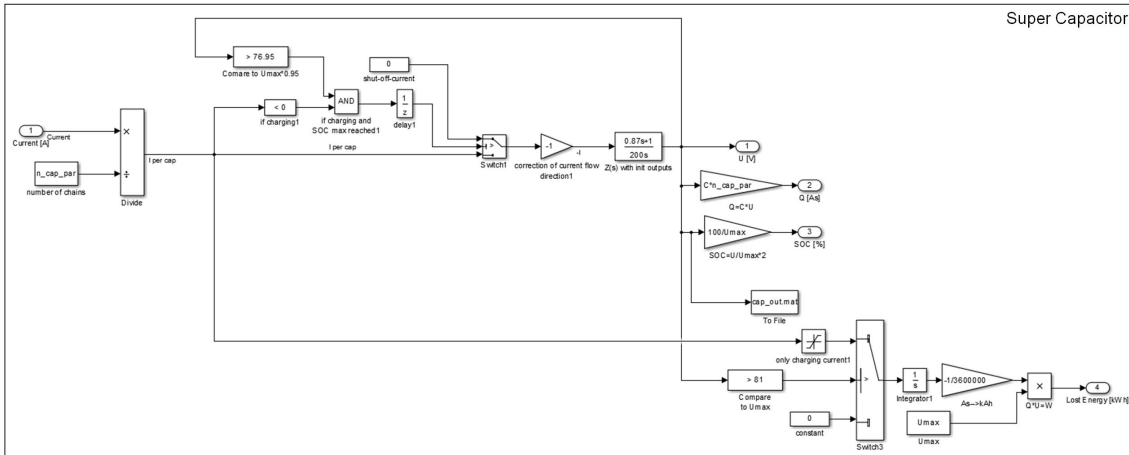 Super Capacitor
> 76.95
Comare to Umax*0.95
0
shut-off-current
< 0
if charging1
AND
if charging and
SOC max reached1
1
z
delay1
1
Current [A]
Current
×
÷
Divide
n_cap_par
number of chains
I per cap
I per cap
>
Switch1
-1
correction of current flow
direction1
-I
0.87s+1
200s
Z(s) with init outputs
1
U [V]
C*n_cap_par
Q=C*U
2
Q [As]
100/Umax
SOC=U/Umax*2
3
SOC [%]
cap_out.mat
To File
only charging current1
> 81
Compare
to Umax
0
constant
>
Switch3
1
s
Integrator1
-1/3600000
As-->kAh
Umax
Umax
×
Q*U=W
4
Lost Energy [kWh]